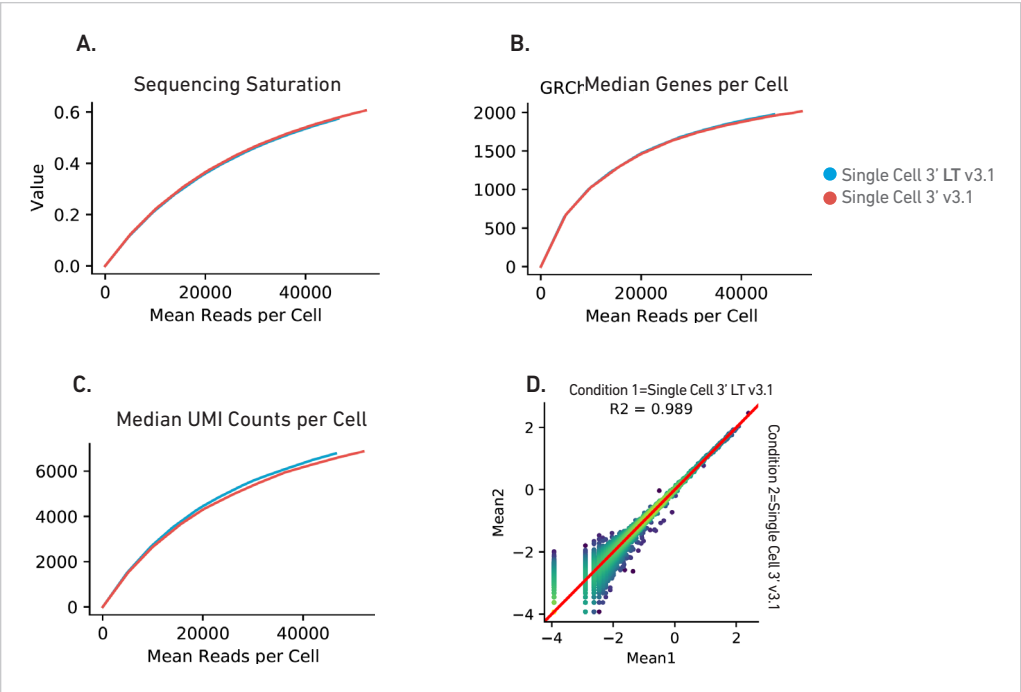 A.
Sequencing Saturation
0.6
0.4
0.2
0.0
Value
0 20000 40000
Mean Reads per Cell
B.
Median Genes per Cell
2000
1500
1000
500
0
0 20000 40000
Mean Reads per Cell
Single Cell 3' LT v3.1
Single Cell 3' v3.1
C.
Median UMI Counts per Cell
6000
4000
2000
0
0 20000 40000
Mean Reads per Cell
D.
Condition 1=Single Cell 3' LT v3.1
R2 = 0.989
2
0
−2
−4
Mean2
−4 −2 0 2
Mean1
Condition 2=Single Cell 3' v3.1